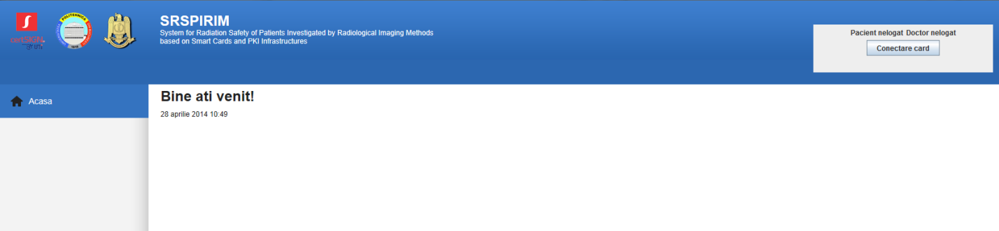 certSIGN.
POLITEHNICA
1818
SRSPIRIM
System for Radiation Safety of Patients Investigated by Radiological Imaging Methods
based on Smart Cards and PKI Infrastructures
Pacient nelogat Doctor nelogat
Conectare card
Acasa
Bine ati venit!
28 aprilie 2014 10:49